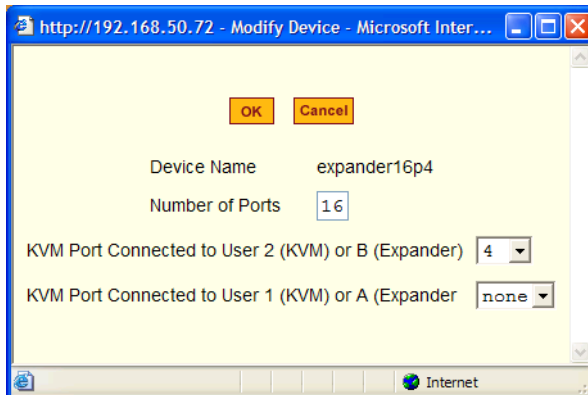 http://192.168.50.72 - Modify Device - Microsoft Inter...
OK Cancel
Device Name expander16p4
Number of Ports 16
KVM Port Connected to User 2 (KVM) or B (Expander) 4
KVM Port Connected to User 1 (KVM) or A (Expander none
Internet